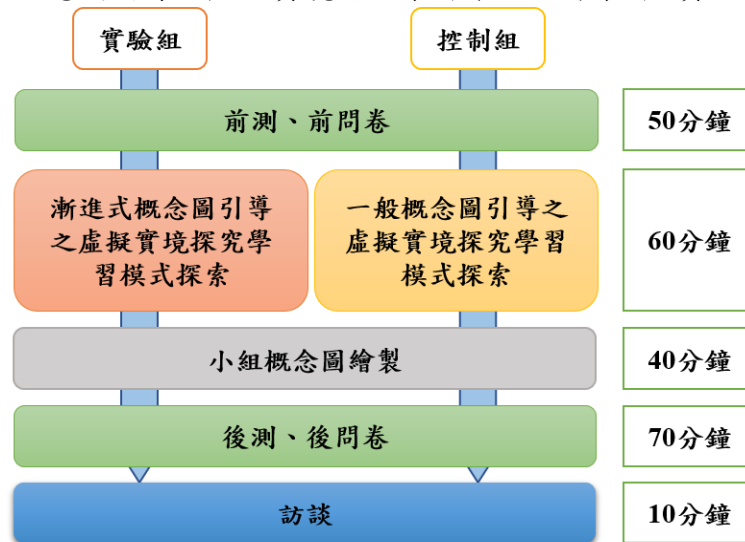 實驗組
控制組
前測、前問卷
50分鐘
漸進式概念圖引導
之虛擬實境探究學
習模式探索
一般概念圖引導之
虛擬實境探究學習
模式探索
60分鐘
小組概念圖繪製
40分鐘
後測、後問卷
70分鐘
訪談
10分鐘